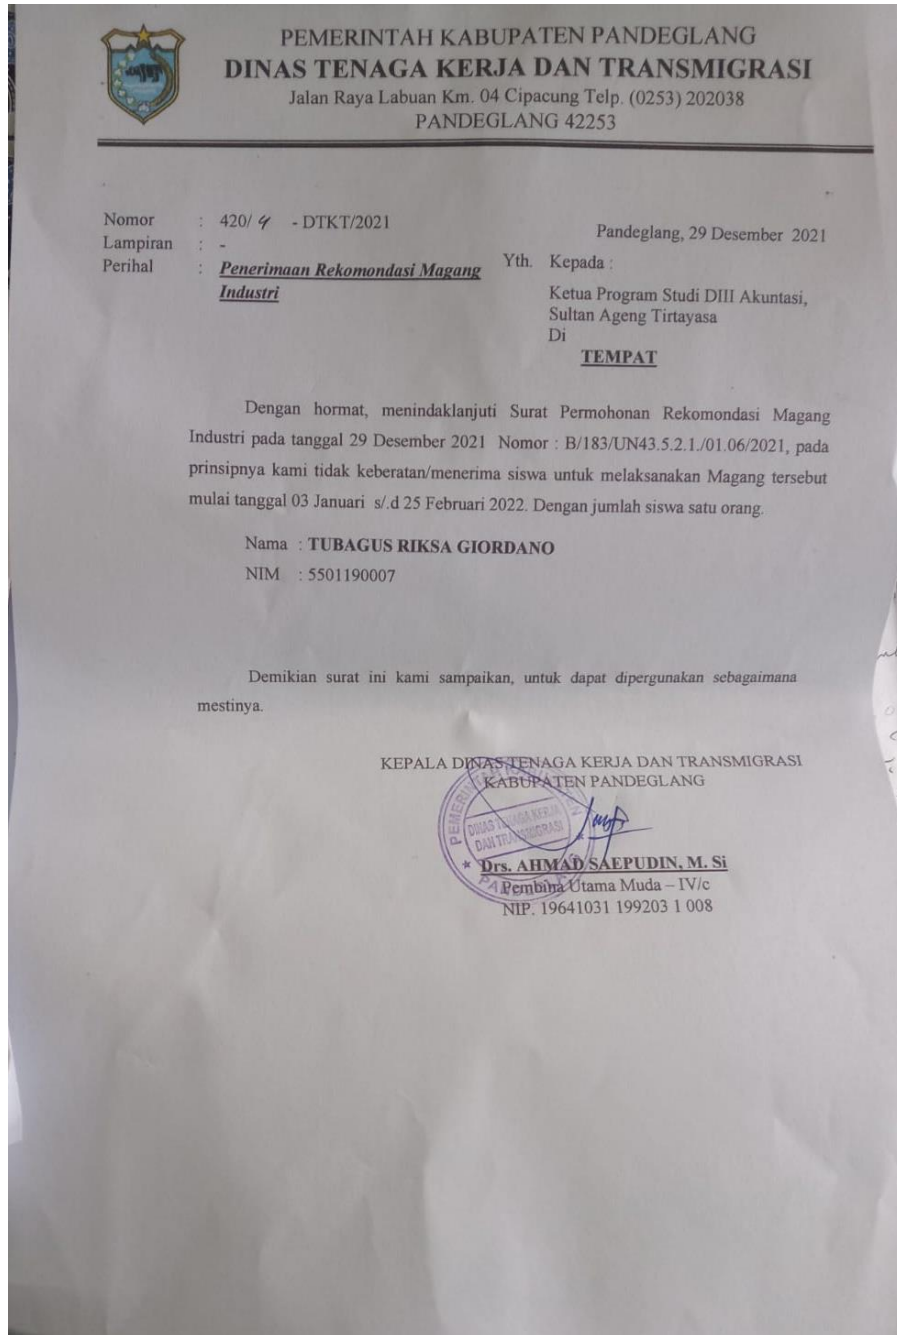 PEMERINTAH KABUPATEN PANDEGLANG
DINAS TENAGA KERJA DAN TRANSMIGRASI
Jalan Raya Labuan Km. 04 Cipacung Telp. (0253) 202038
PANDEGLANG 42253
Nomor : 420/ 4 - DTKT/2021
Lampiran : -
Perihal : Penerimaan Rekomondasi Magang
Industri
Pandeglang, 29 Desember 2021
Yth. Kepada :
Ketua Program Studi DIII Akuntasi,
Sultan Ageng Tirtayasa
Di
TEMPAT
Dengan hormat, menindaklanjuti Surat Permohonan Rekomondasi Magang
Industri pada tanggal 29 Desember 2021 Nomor : B/183/UN43.5.2.1./01.06/2021, pada
prinsipnya kami tidak keberatan/menerima siswa untuk melaksanakan Magang tersebut
mulai tanggal 03 Januari s/.d 25 Februari 2022. Dengan jumlah siswa satu orang.
Nama : TUBAGUS RIKSA GIORDANO
NIM : 5501190007
Demikian surat ini kami sampaikan, untuk dapat dipergunakan sebagaimana
mestinya.
KEPALA DINAS TENAGA KERJA DAN TRANSMIGRASI
KABUPATEN PANDEGLANG
DINAS TENAGA KERJA
DAN TRANSMIGRASI
Drs. AHMAD SAEPUDIN, M. Si
Pembina Utama Muda – IV/c
NIP. 19641031 199203 1 008